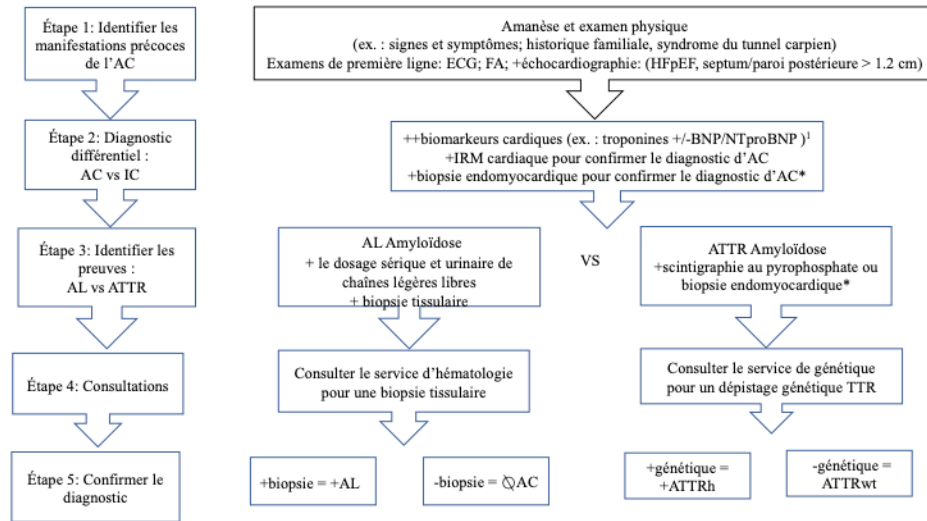 Étape 1: Identifier les
manifestations précoces
de l'AC
Amanèse et examen physique
(ex. : signes et symptômes; historique familiale, syndrome du tunnel carpien)
Examens de première ligne: ECG; FA; +échocardiographie: (HFpEF, septum/paroi postérieure > 1.2 cm)
Étape 2: Diagnostic
différentiel :
AC vs IC
++biomarkeurs cardiques (ex. : troponines +/-BNP/NTproBNP )¹
+IRM cardiaque pour confirmer le diagnostic d'AC
+biopsie endomyocardique pour confirmer le diagnostic d'AC*
Étape 3: Identifier les
preuves :
AL vs ATTR
AL Amyloïdose
+ le dosage sérique et urinaire de
chaînes légères libres
+ biopsie tissulaire
VS
ATTR Amyloïdose
+scintigraphie au pyrophosphate ou
biopsie endomyocardique*
Étape 4: Consultations
Consulter le service d'hématologie
pour une biopsie tissulaire
Consulter le service de génétique
pour un dépistage génétique TTR
Étape 5: Confirmer le
diagnostic
+biopsie = +AL
-biopsie = ⍉AC
+génétique =
+ATTRh
-génétique =
ATTRwt